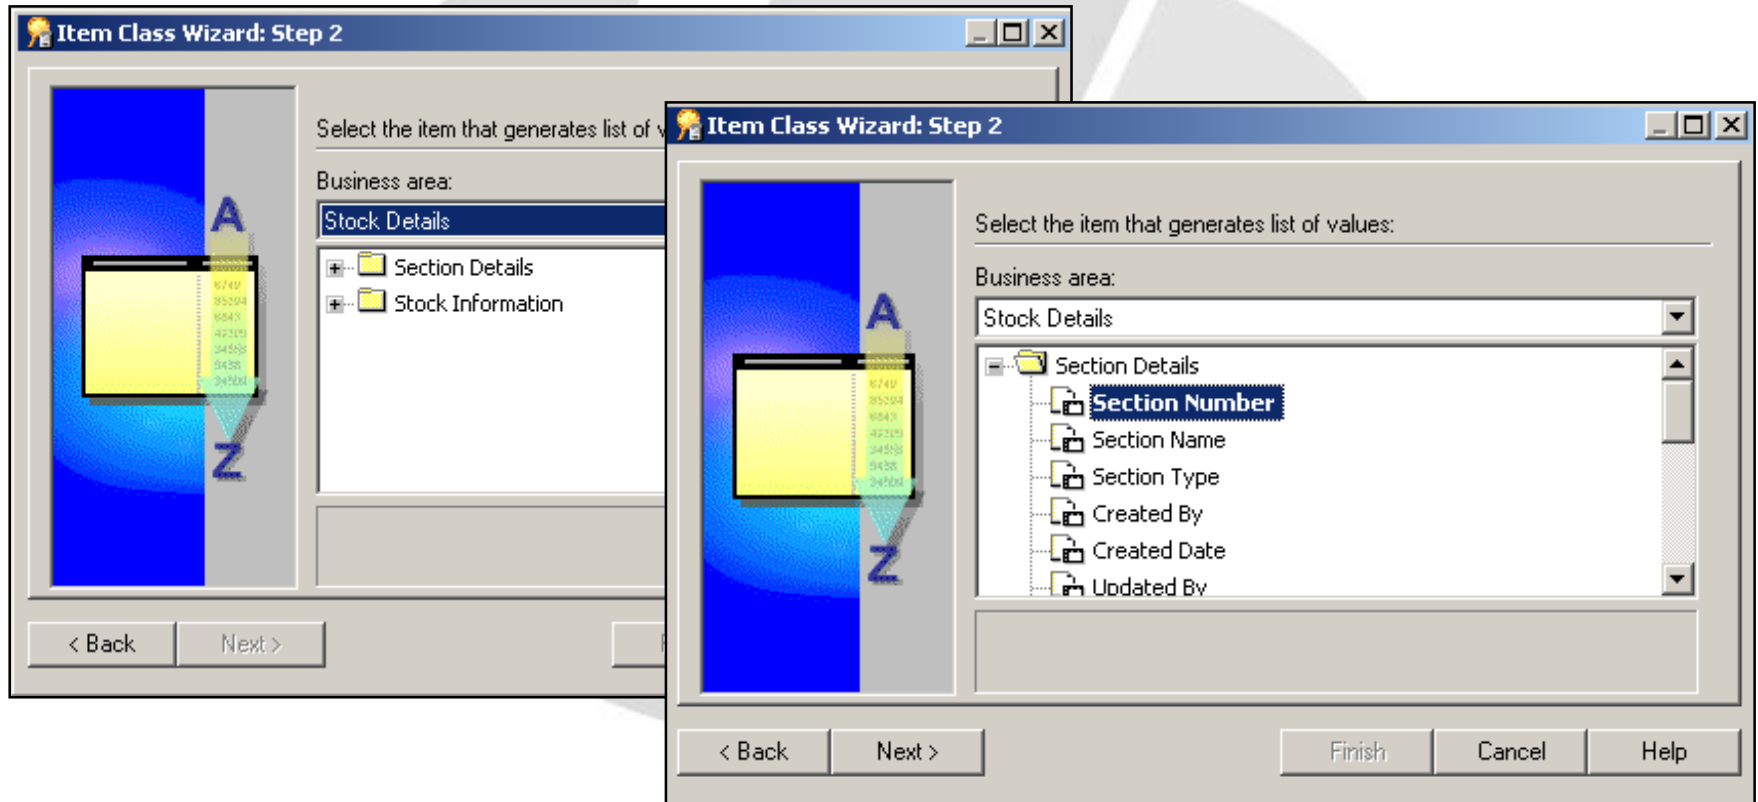 Item Class Wizard: Step 2
Select the item that generates list of
Business area:
Stock Details
Section Details
Stock Information
A
Z
< Back
Next >
Item Class Wizard: Step 2
Select the item that generates list of values:
Business area:
Stock Details
Section Details
Section Number
Section Name
Section Type
Created By
Created Date
Updated By
A
Z
< Back
Next >
Finish
Cancel
Help